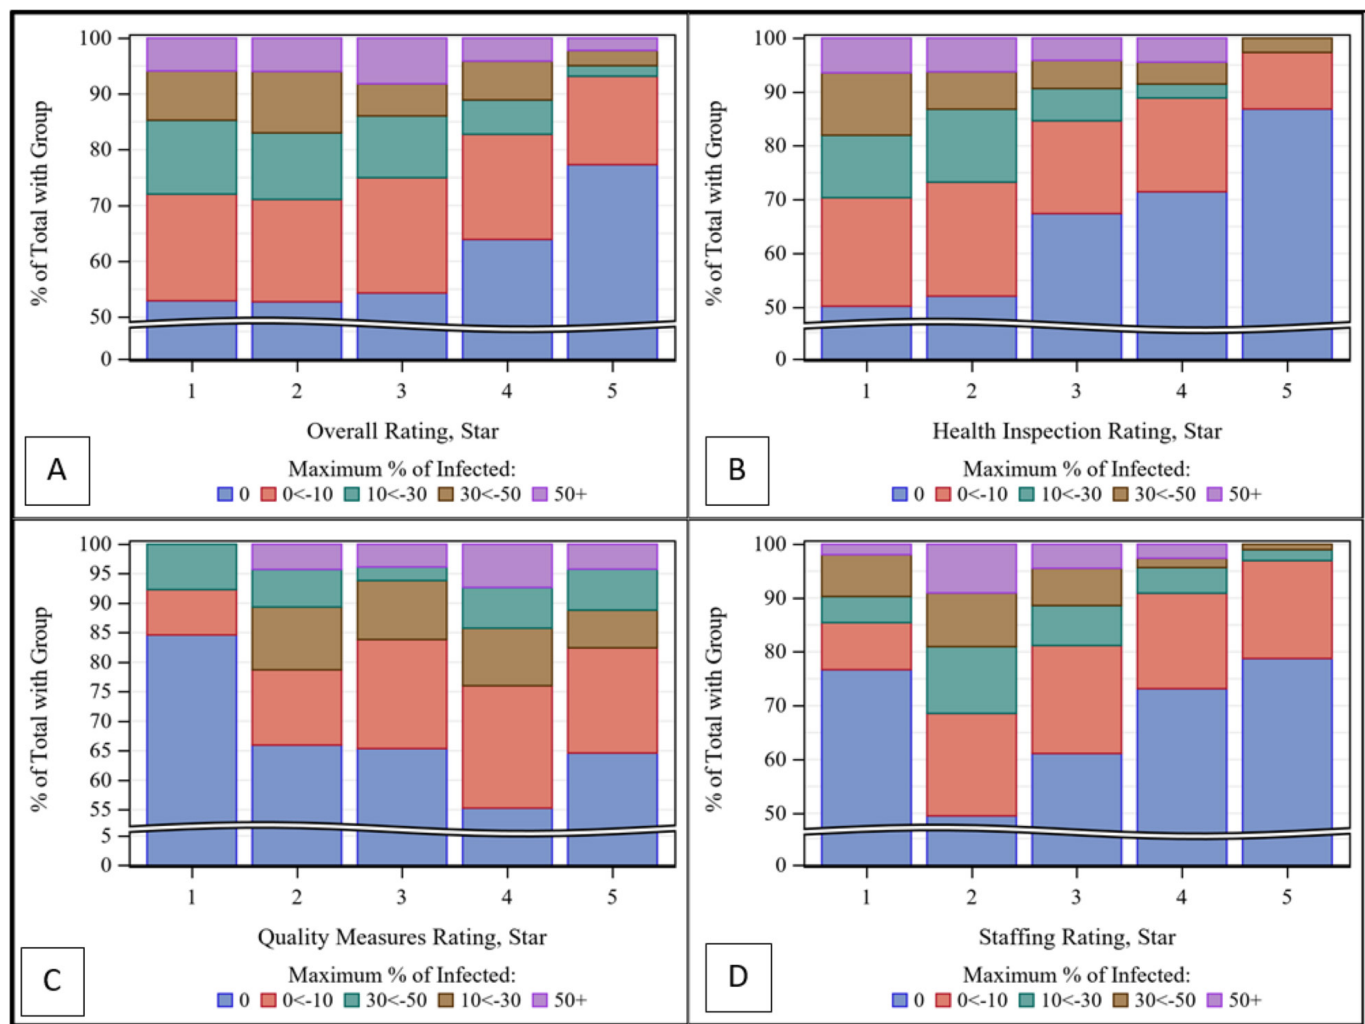 % of Total with Group
100
90
80
70
60
50
0
1 2 3 4 5
Overall Rating, Star
A
Maximum % of Infected:
0 0<-10 10<-30 30<-50 50+
% of Total with Group
100
90
80
70
60
50
0
1 2 3 4 5
Health Inspection Rating, Star
B
Maximum % of Infected:
0 0<-10 10<-30 30<-50 50+
% of Total with Group
100
95
90
85
80
75
70
65
60
55
5
0
1 2 3 4 5
Quality Measures Rating, Star
C
Maximum % of Infected:
0 0<-10 30<-50 10<-30 50+
% of Total with Group
100
90
80
70
60
50
0
1 2 3 4 5
Staffing Rating, Star
D
Maximum % of Infected:
0 0<-10 10<-30 30<-50 50+